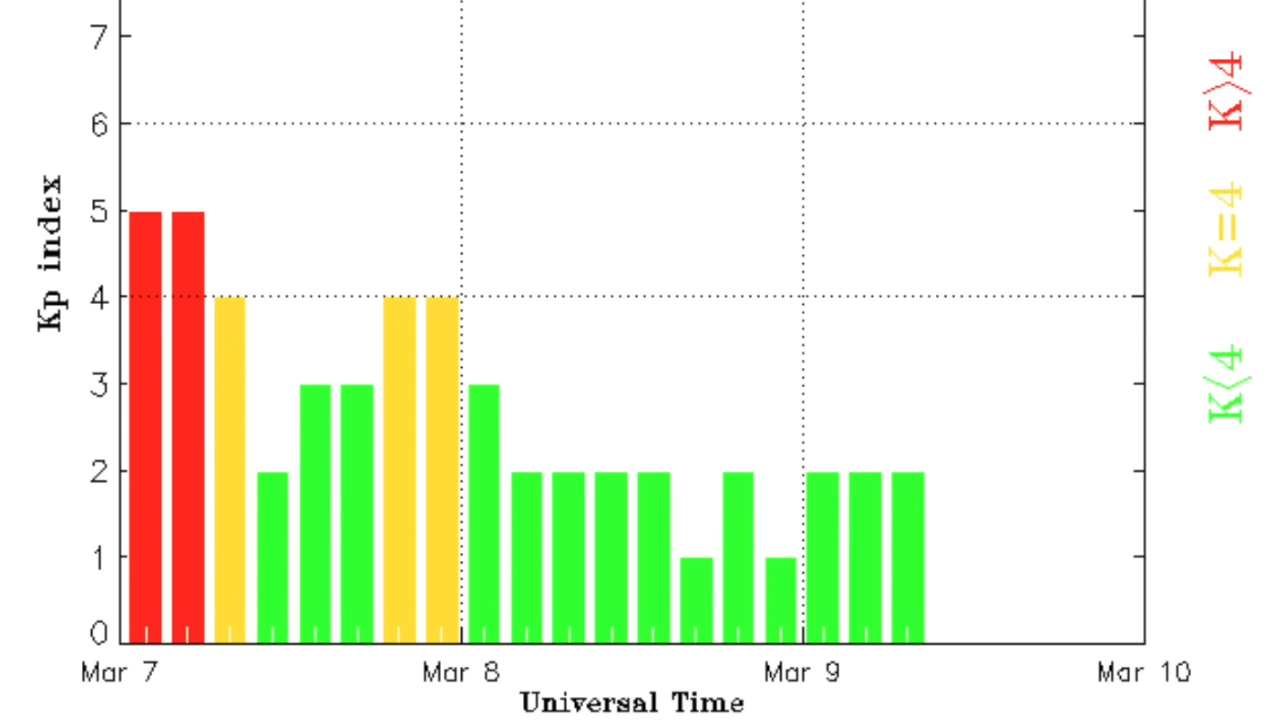 7
6
5
4
3
2
1
0
Kp index
Mar 7
Mar 8
Mar 9
Mar 10
Universal Time
K>4
K=4
K<4